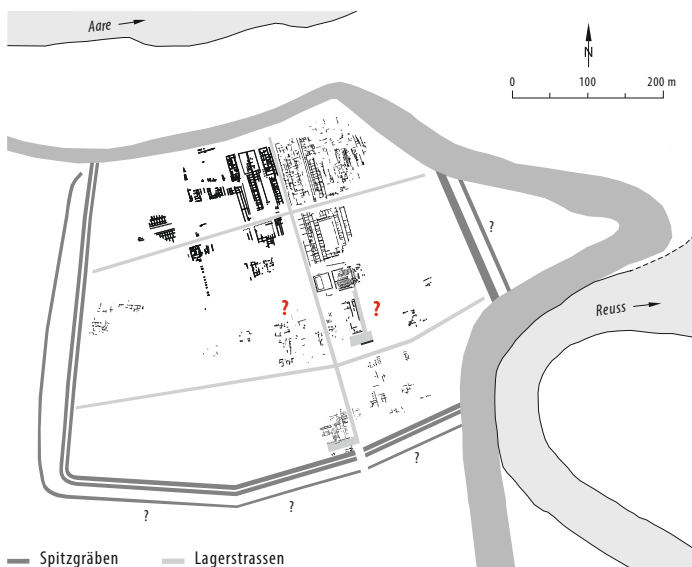 Aare
N
0 100 200 m
?
? ?
Reuss
?
?
?
Spitzgräben Lagerstrassen